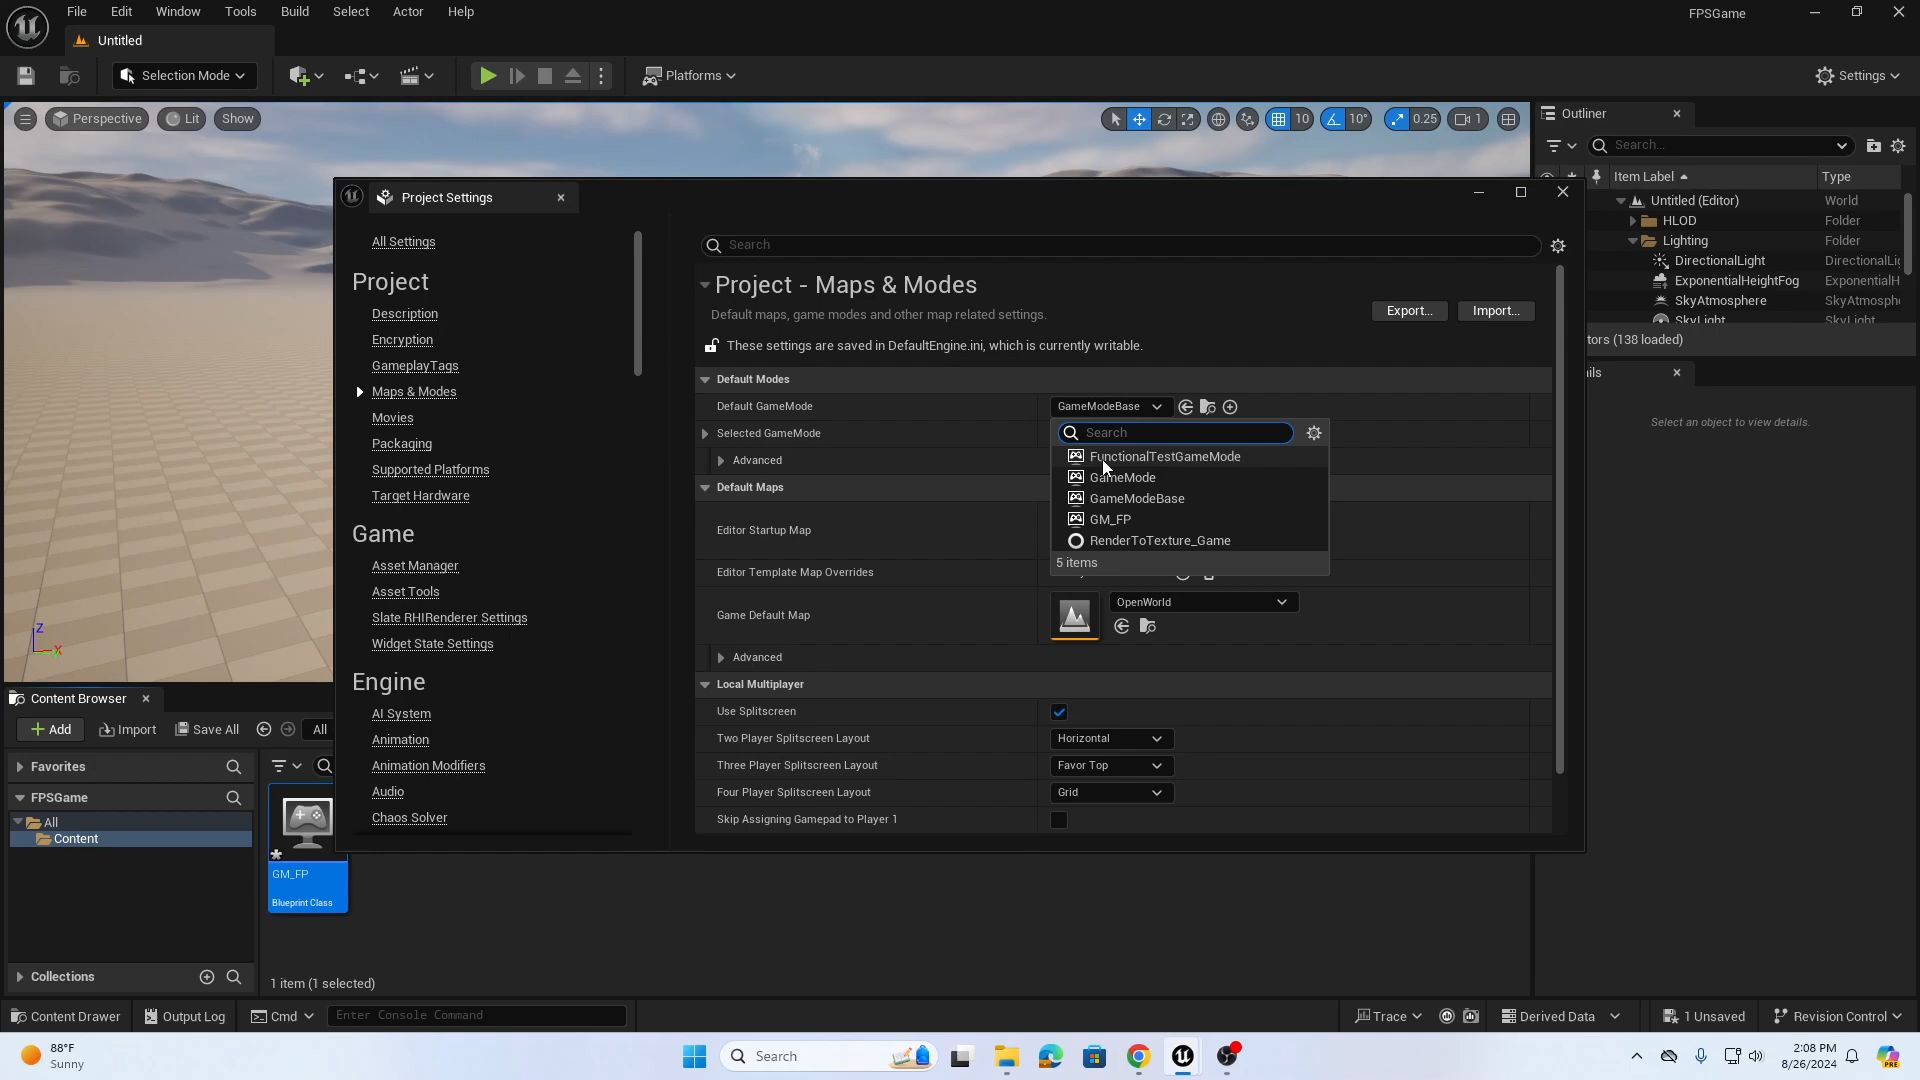 File Edit Window Tools Build Select Actor Help
FPSGame
Untitled
Selection Mode
Platforms
Settings
Perspective Lit Show
10 10° 0.25 1
Outliner
Search...
Item Label Type
Untitled (Editor) World
HLOD Folder
Lighting Folder
DirectionalLight DirectionalLig
ExponentialHeightFog ExponentialH
SkyAtmosphere SkyAtmosphe
SkyLight SkyLight
tors (138 loaded)
ils
Select an object to view details.
Project Settings
All Settings
Project
Description
Encryption
GameplayTags
Maps & Modes
Movies
Packaging
Supported Platforms
Target Hardware
Game
Asset Manager
Asset Tools
Slate RHIRenderer Settings
Widget State Settings
Engine
AI System
Animation
Animation Modifiers
Audio
Chaos Solver
Search
Project - Maps & Modes
Default maps, game modes and other map related settings.
Export... Import...
These settings are saved in DefaultEngine.ini, which is currently writable.
Default Modes
Default GameMode GameModeBase
Selected GameMode
Advanced
Search
FunctionalTestGameMode
GameMode
GameModeBase
GM_FP
RenderToTexture_Game
5 items
Default Maps
Editor Startup Map
Editor Template Map Overrides
Game Default Map OpenWorld
Advanced
Local Multiplayer
Use Splitscreen
Two Player Splitscreen Layout Horizontal
Three Player Splitscreen Layout Favor Top
Four Player Splitscreen Layout Grid
Skip Assigning Gamepad to Player 1
Z
X
Content Browser
Add Import Save All All
Favorites
FPSGame
All
Content
Collections
GM_FP
Blueprint Class
1 item (1 selected)
Content Drawer Output Log Cmd Enter Console Command
Trace Derived Data 1 Unsaved Revision Control
88°F
Sunny
Search
2:08 PM
8/26/2024
PRE